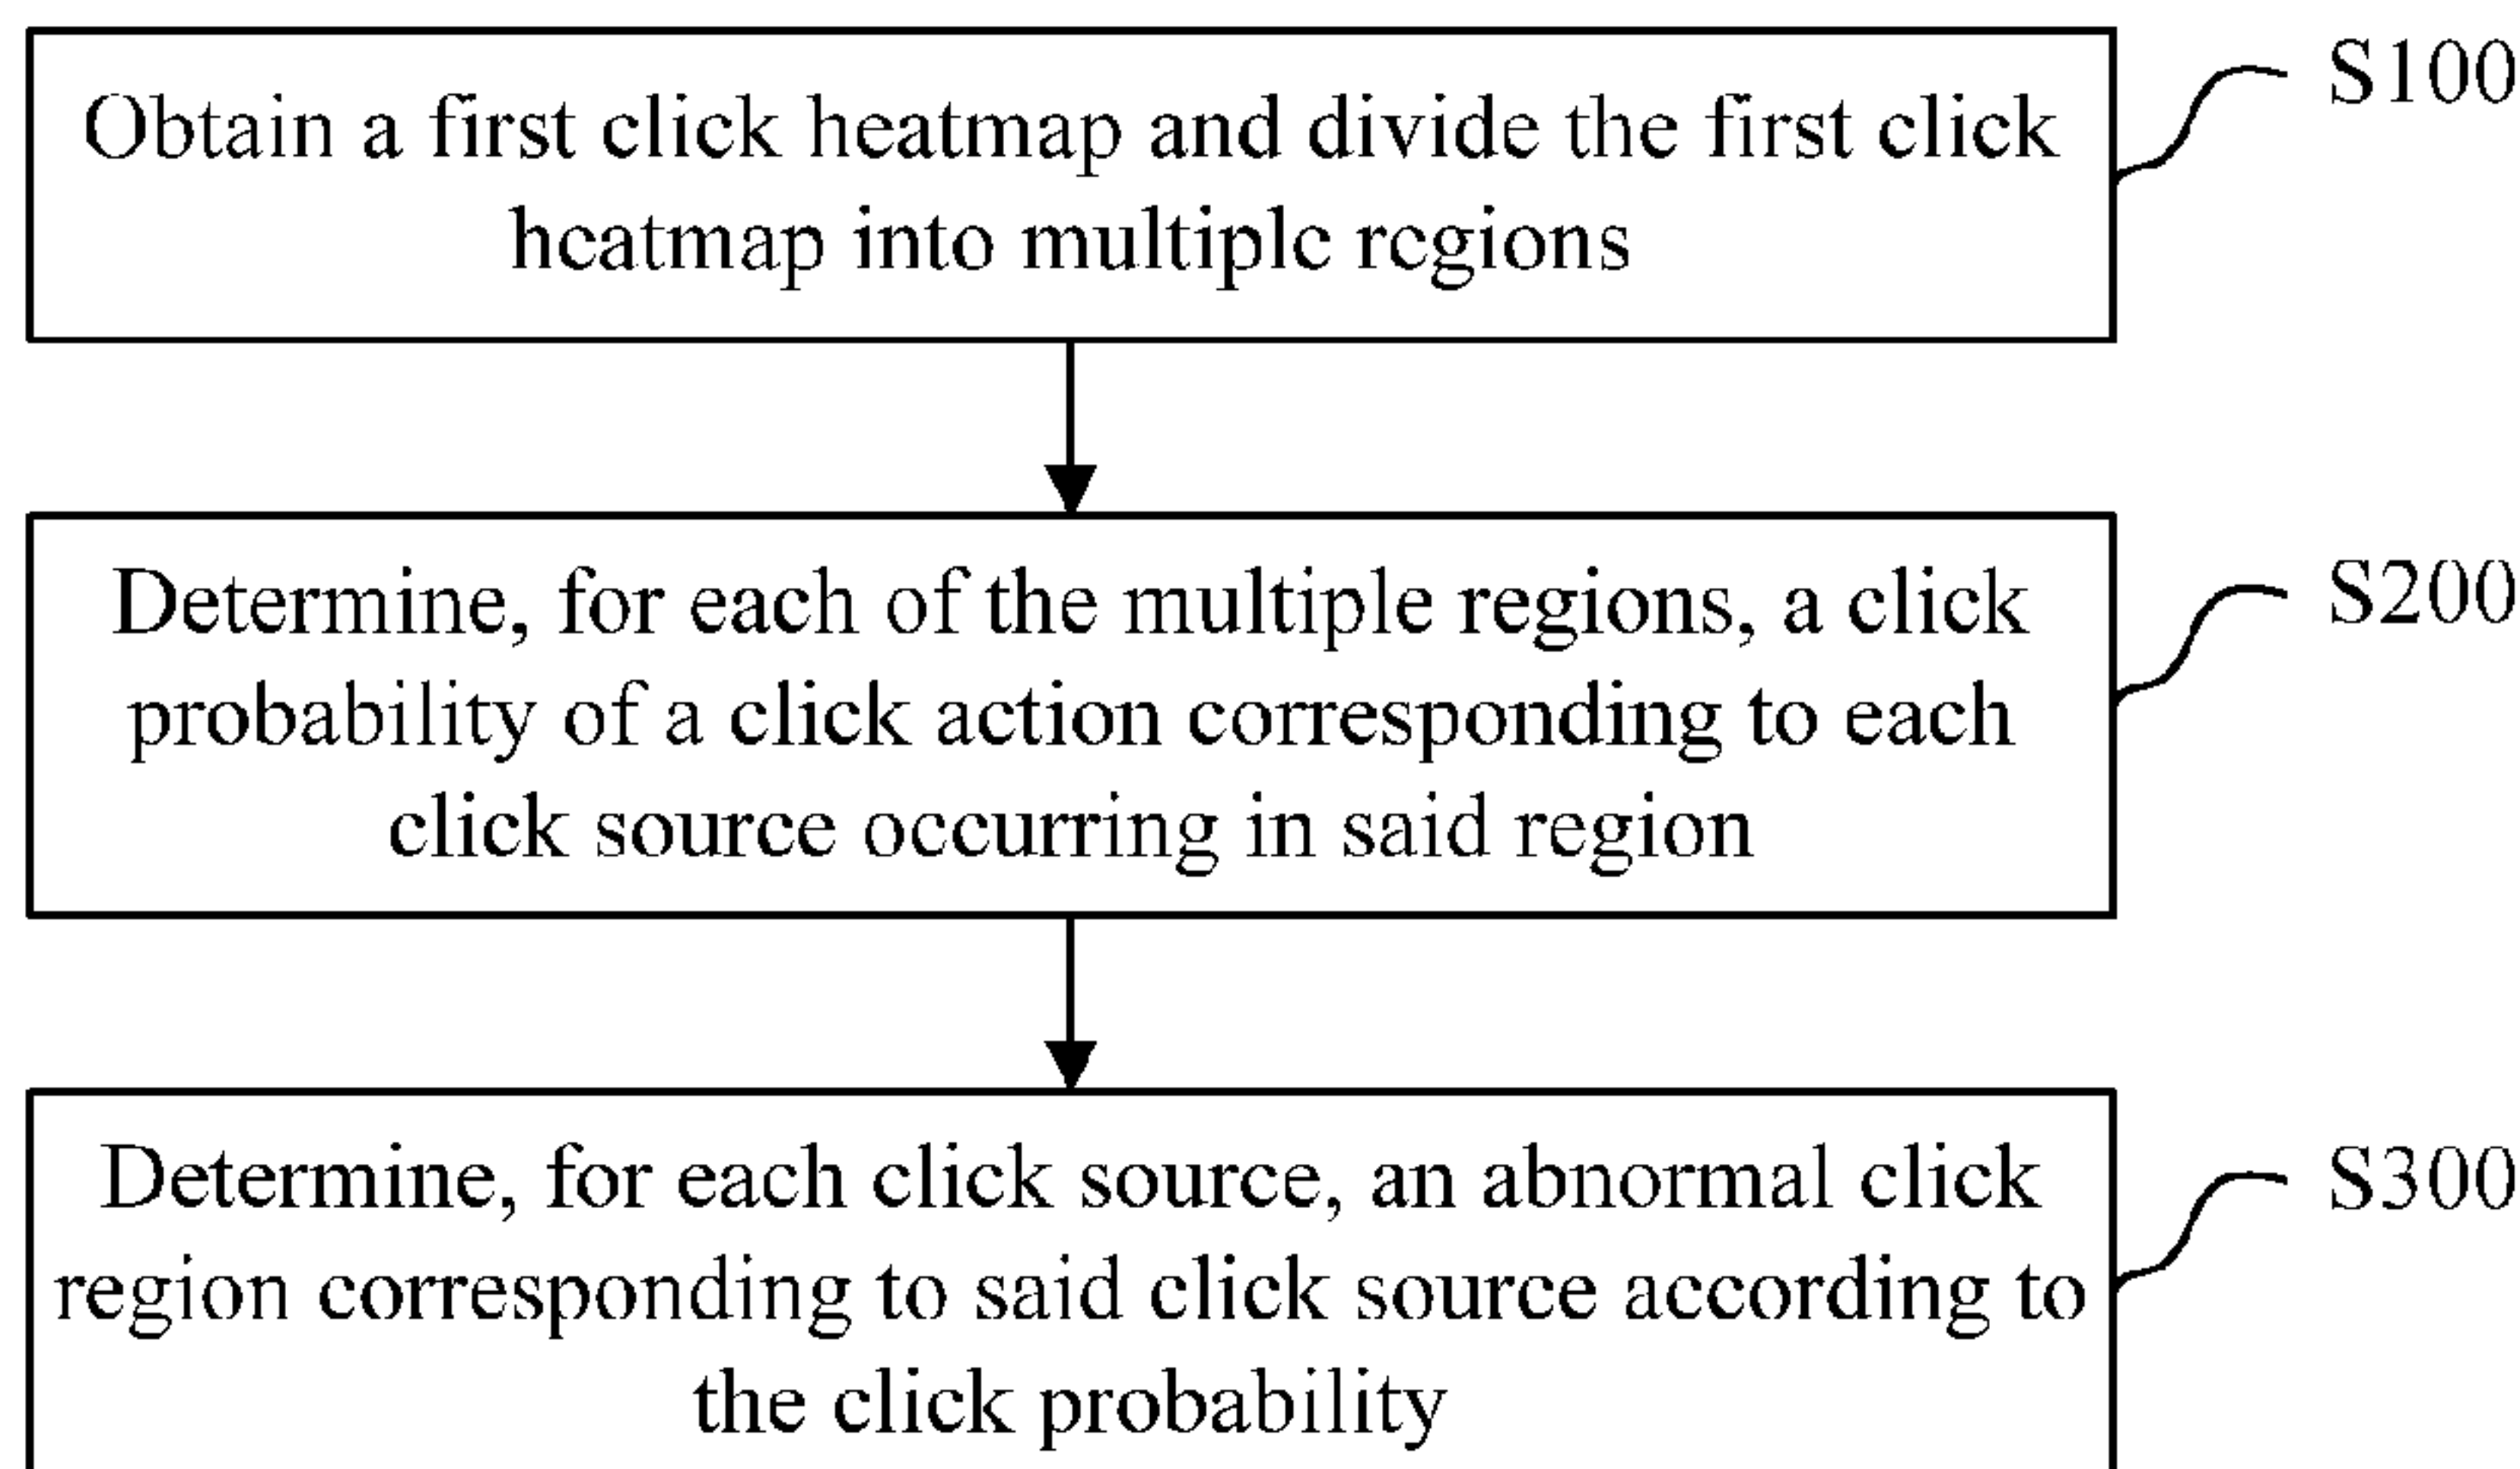 Obtain a first click heatmap and divide the first click
heatmap into multiple regions
S100
Determine, for each of the multiple regions, a click
probability of a click action corresponding to each
click source occurring in said region
S200
Determine, for each click source, an abnormal click
region corresponding to said click source according to
the click probability
S300